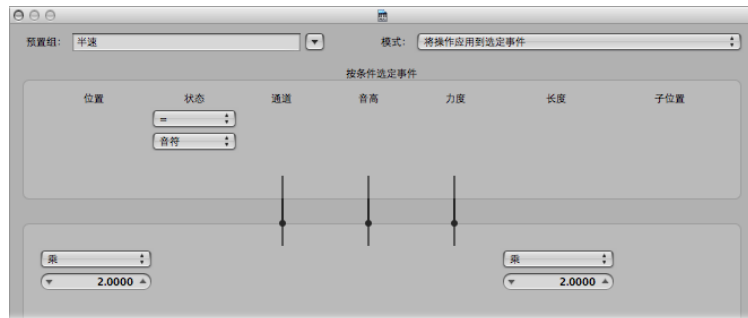 预置组: 半速 模式: 将操作应用到选定事件
按条件选定事件
位置 状态 通道 音高 力度 长度 子位置
=
音符
乘 乘
2.0000 2.0000